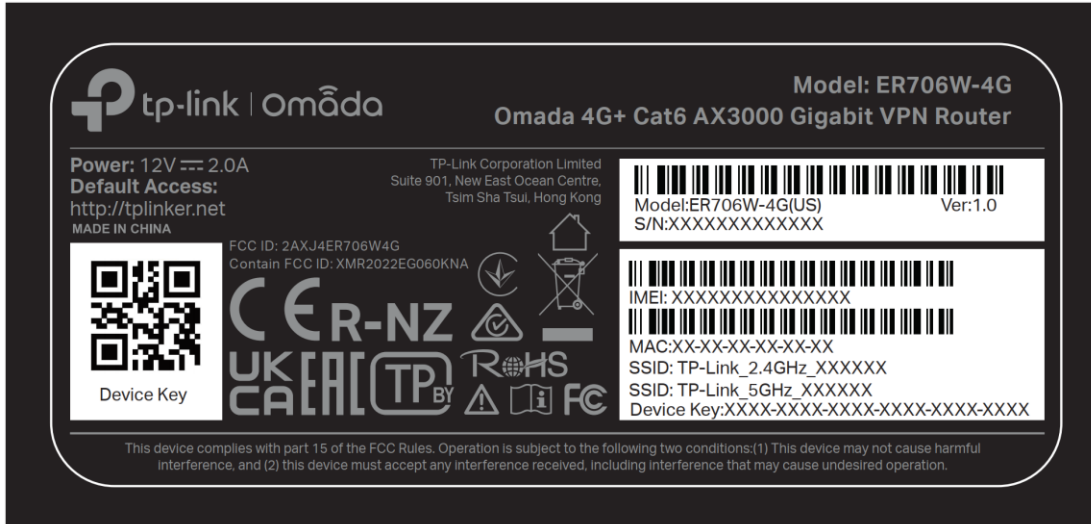 tp-link | omada
Model: ER706W-4G
Omada 4G+ Cat6 AX3000 Gigabit VPN Router
Power: 12V⎓2.0A
Default Access:
http://tplinker.net
MADE IN CHINA
TP-Link Corporation Limited
Suite 901, New East Ocean Centre,
Tsim Sha Tsui, Hong Kong
Model:ER706W-4G(US) Ver:1.0
S/N:XXXXXXXXXXXXX
Device Key
FCC ID: 2AXJ4ER706W4G
Contain FCC ID: XMR2022EG060KNA
CE R-NZ
UK CA EAC TP BY RoHS FC
IMEI: XXXXXXXXXXXXXXX
MAC:XX-XX-XX-XX-XX-XX
SSID: TP-Link_2.4GHz_XXXXXX
SSID: TP-Link_5GHz_XXXXXX
Device Key:XXXX-XXXX-XXXX-XXXX-XXXX-XXXX
This device complies with part 15 of the FCC Rules. Operation is subject to the following two conditions:(1) This device may not cause harmful
interference, and (2) this device must accept any interference received, including interference that may cause undesired operation.